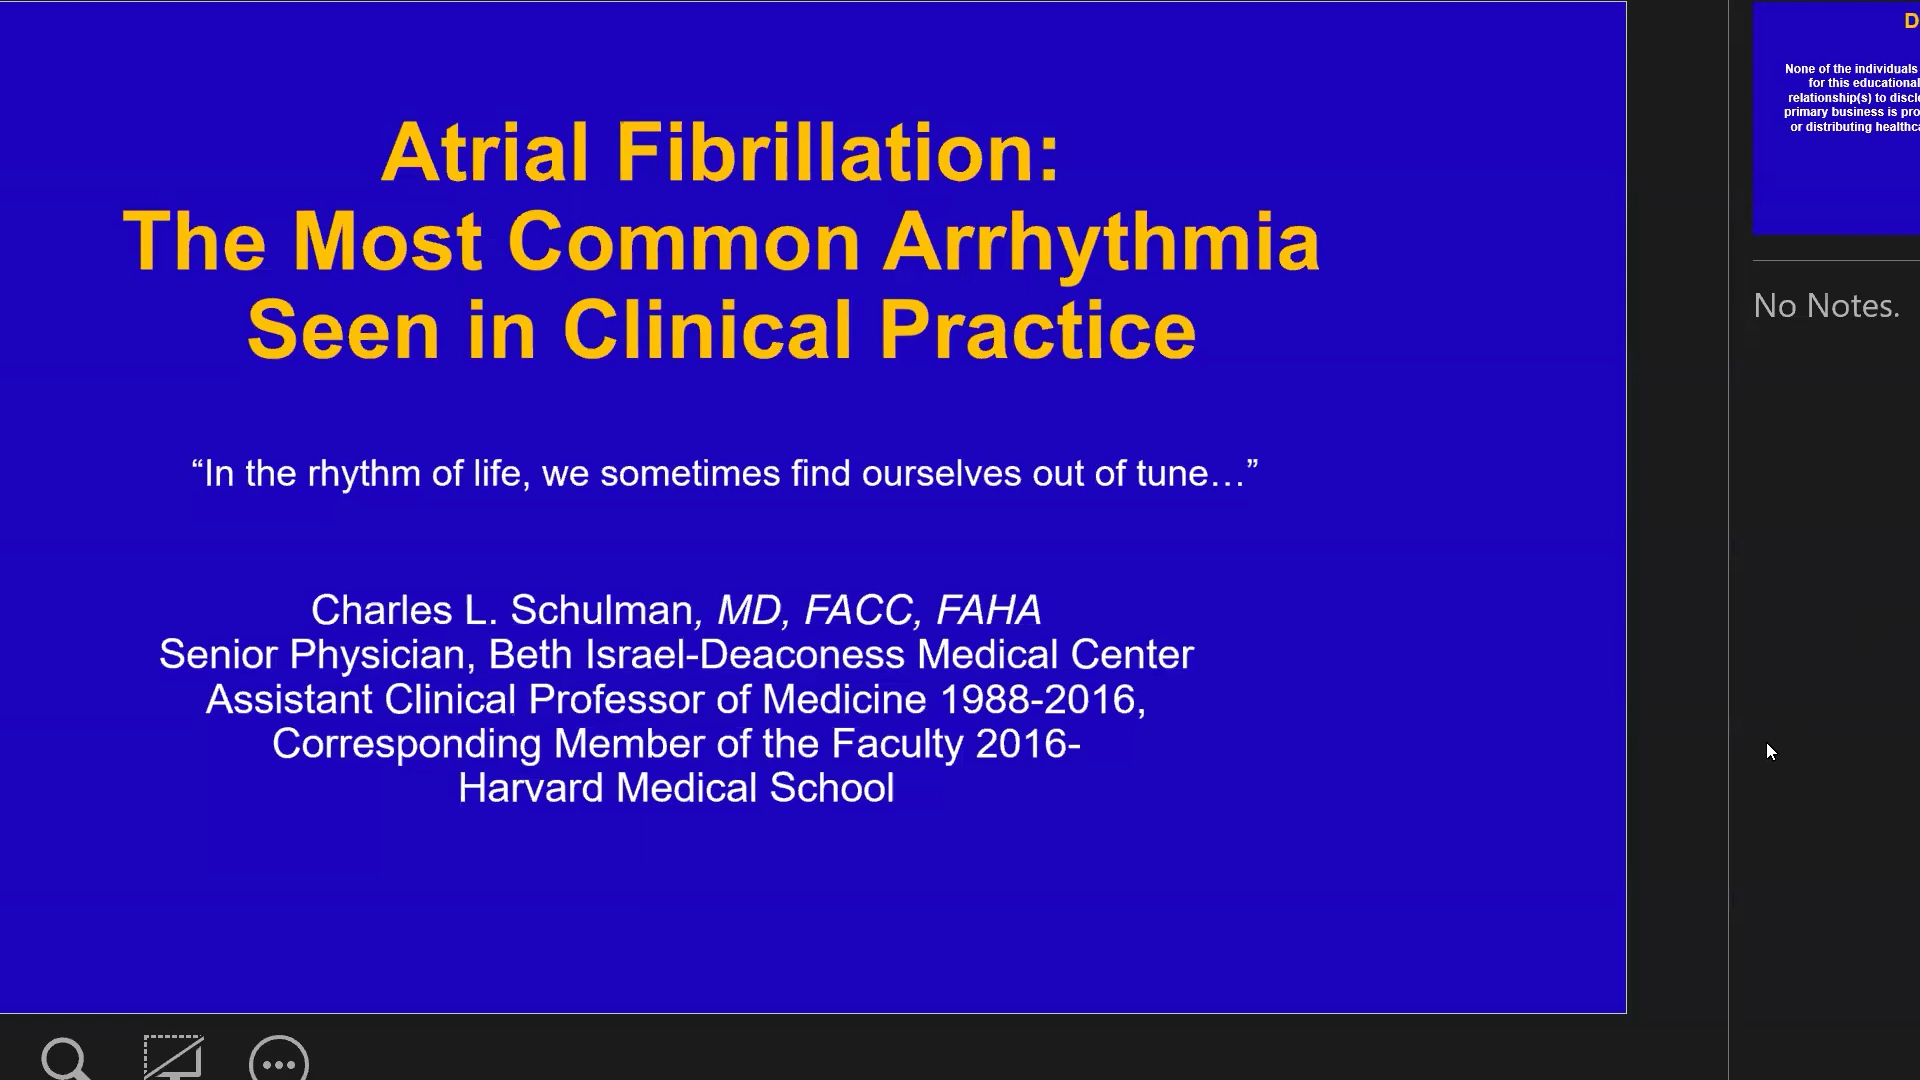 Atrial Fibrillation:
The Most Common Arrhythmia
Seen in Clinical Practice
“In the rhythm of life, we sometimes find ourselves out of tune…”
Charles L. Schulman, MD, FACC, FAHA
Senior Physician, Beth Israel-Deaconess Medical Center
Assistant Clinical Professor of Medicine 1988-2016,
Corresponding Member of the Faculty 2016-
Harvard Medical School
D
None of the individuals
for this educational
relationship(s) to discl
primary business is pro
or distributing healthc
No Notes.